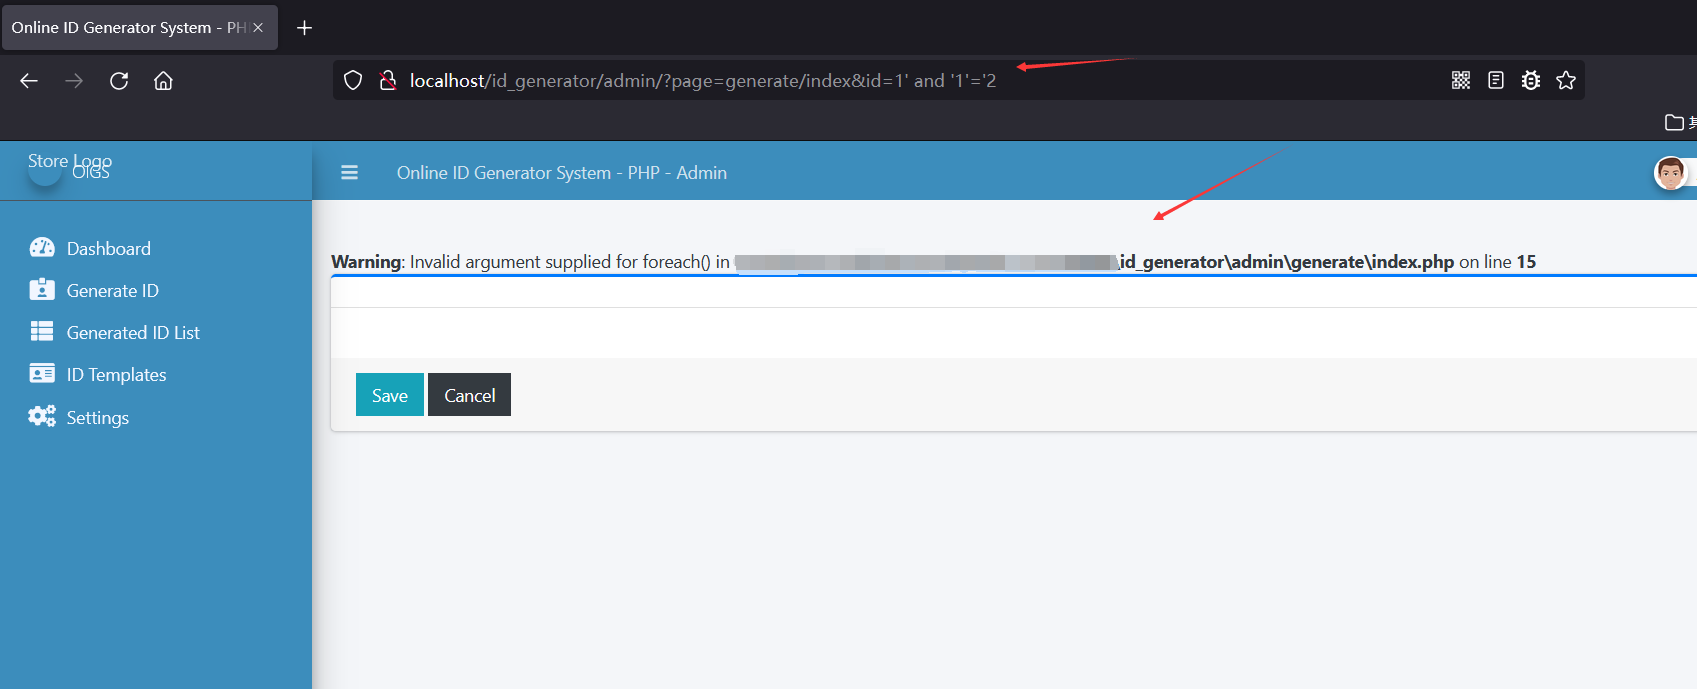 Online ID Generator System - PH
localhost/id_generator/admin/?page=generate/index&id=1' and '1'='2
Store Logo
OIGS
Online ID Generator System - PHP - Admin
Dashboard
Generate ID
Generated ID List
ID Templates
Settings
Warning: Invalid argument supplied for foreach() in \id_generator\admin\generate\index.php on line 15
Save
Cancel